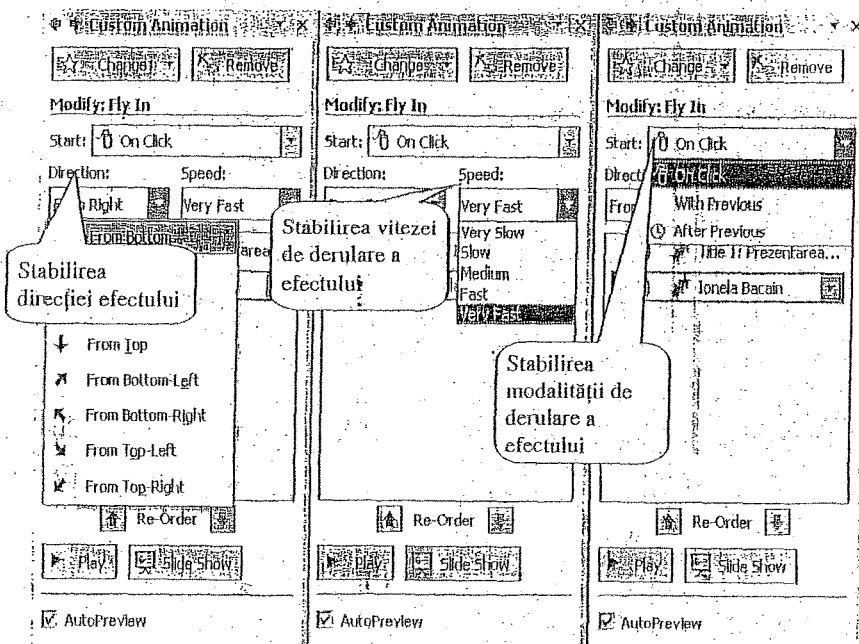 Custom Animation
Change Remove
Modify: Fly In
Start: On Click
Direction: Speed:
Right Very Fast
From Bottom
Stabilirea
direcției efectului
From Top
From Bottom-Left
From Bottom-Right
From Top-Left
From Top-Right
Re-Order
Play Slide Show
AutoPreview
Custom Animation
Change Remove
Modify: Fly In
Start: On Click
Direction: Speed:
Very Fast
Very Slow
Slow
Medium
Fast
Very Fast
Stabilirea vitezei
de derulare a
efectului
Re-Order
Play Slide Show
AutoPreview
Custom Animation
Change Remove
Modify: Fly In
Start: On Click
On Click
With Previous
After Previous
Title 1: Prezentarea...
Ionela Bacain
Stabilirea
modalității de
derulare a
efectului
Re-Order
Play Slide Show
AutoPreview